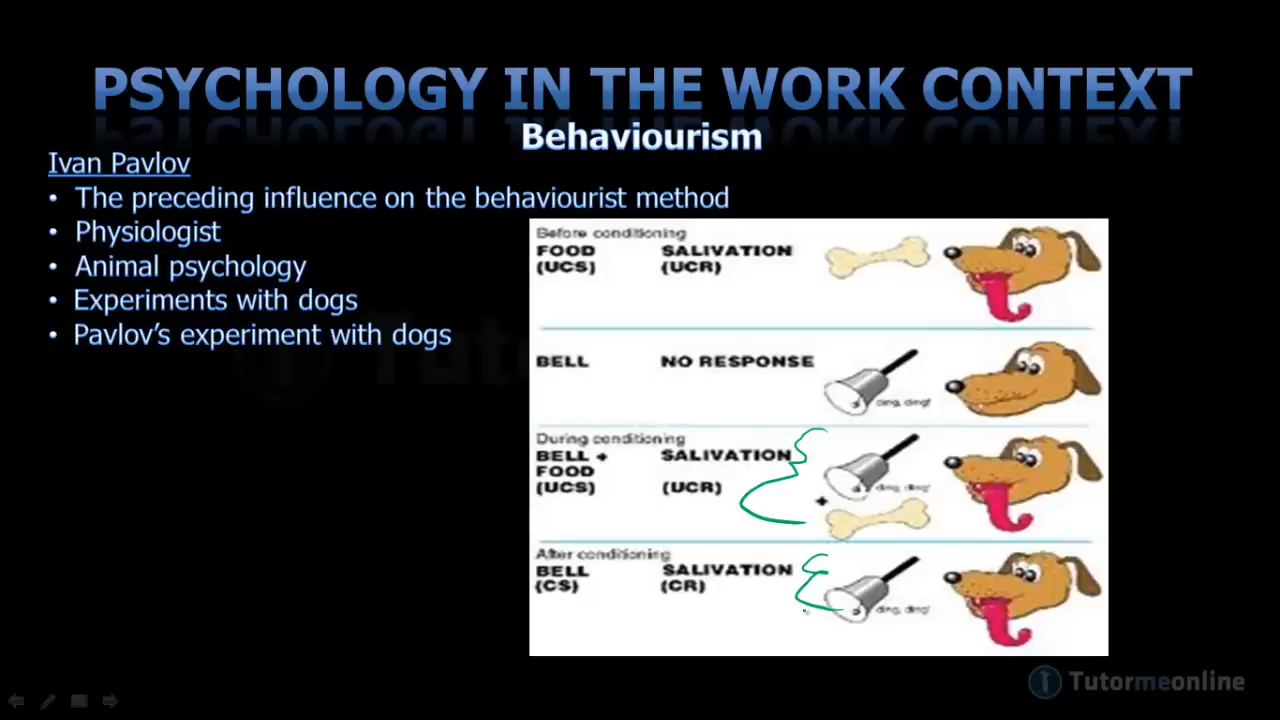 PSYCHOLOGY IN THE WORK CONTEXT
Behaviourism
Ivan Pavlov
• The preceding influence on the behaviourist method
• Physiologist
• Animal psychology
• Experiments with dogs
• Pavlov's experiment with dogs
Before conditioning
FOOD SALIVATION
(UCS) (UCR)
BELL NO RESPONSE
ding, ding!
During conditioning
BELL + SALIVATION
FOOD
(UCS) (UCR)
ding, ding!
+
After conditioning
BELL SALIVATION
(CS) (CR)
ding, ding!
Tutormeonline